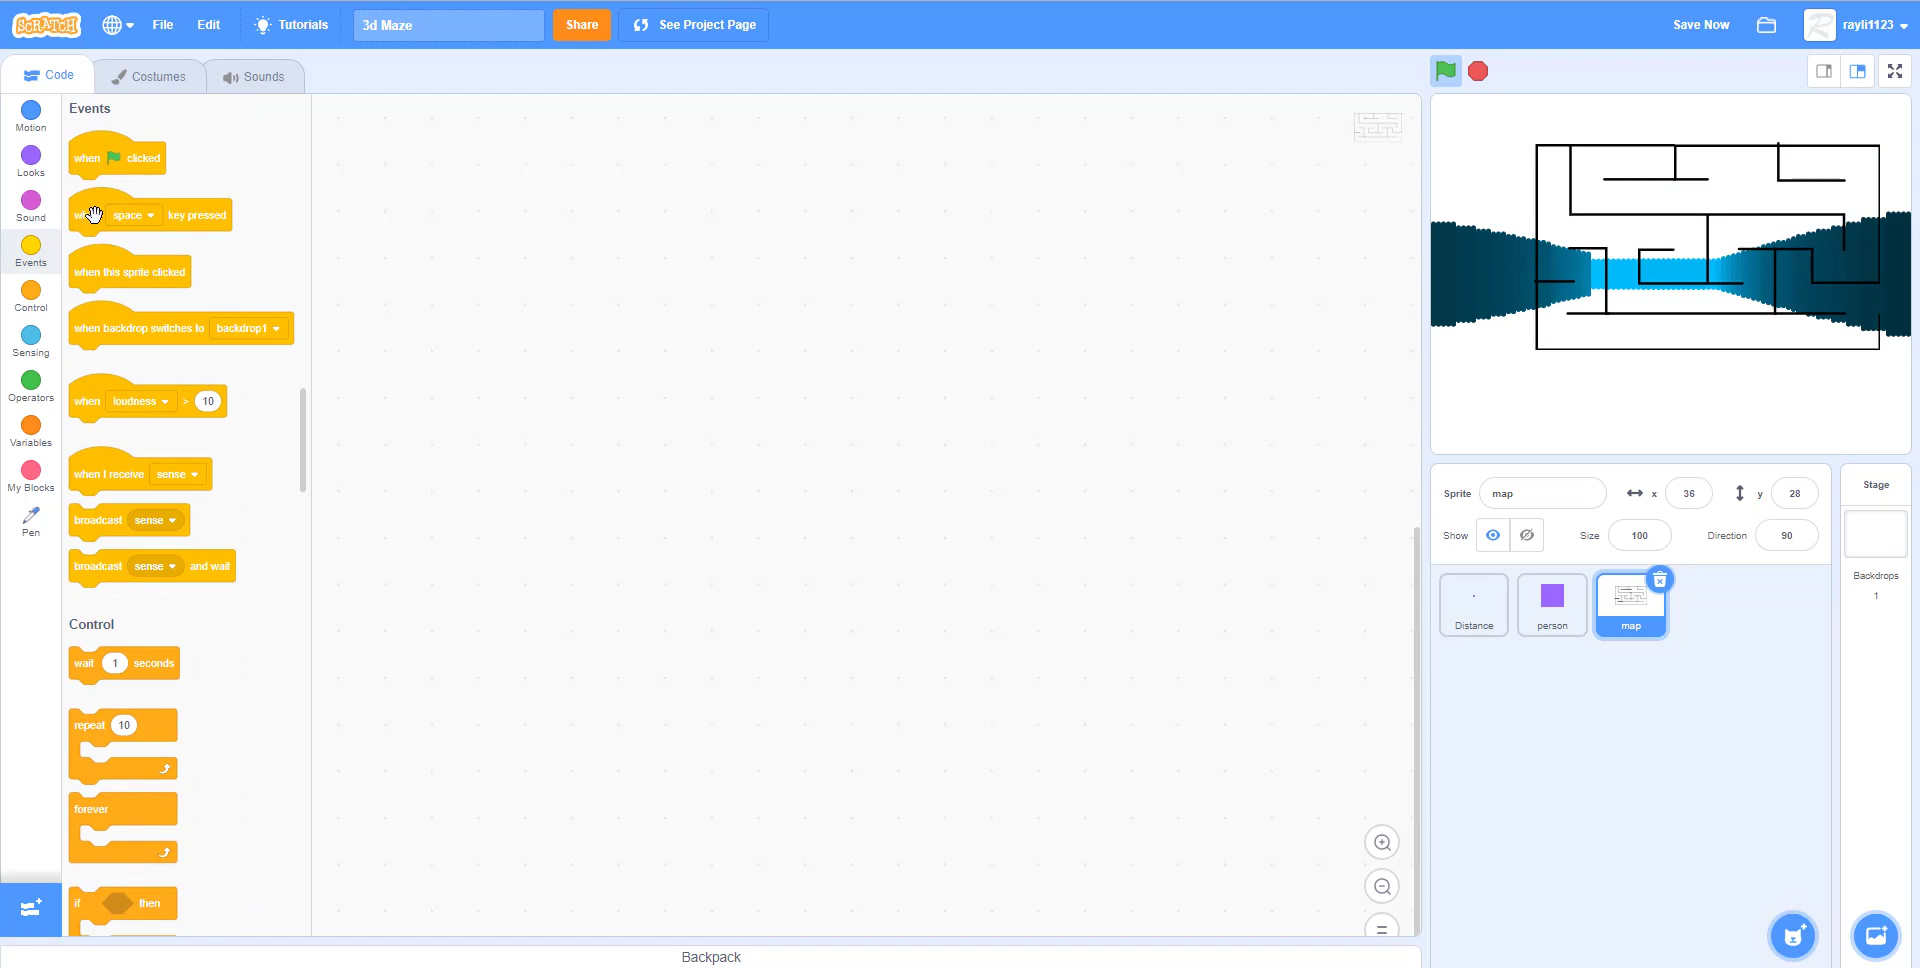 SCRATCH File Edit Tutorials 3d Maze Share See Project Page Save Now rayli1123
Code Costumes Sounds
Motion
Looks
Sound
Events
Control
Sensing
Operators
Variables
My Blocks
Pen
Events
when clicked
space key pressed
when this sprite clicked
when backdrop switches to backdrop1
when loudness > 10
when I receive sense
broadcast sense
broadcast sense and wait
Control
wait 1 seconds
repeat 10
forever
if then
Backpack
Sprite map x 36 y 28
Show Size 100 Direction 90
Distance person map
Stage
Backdrops
1